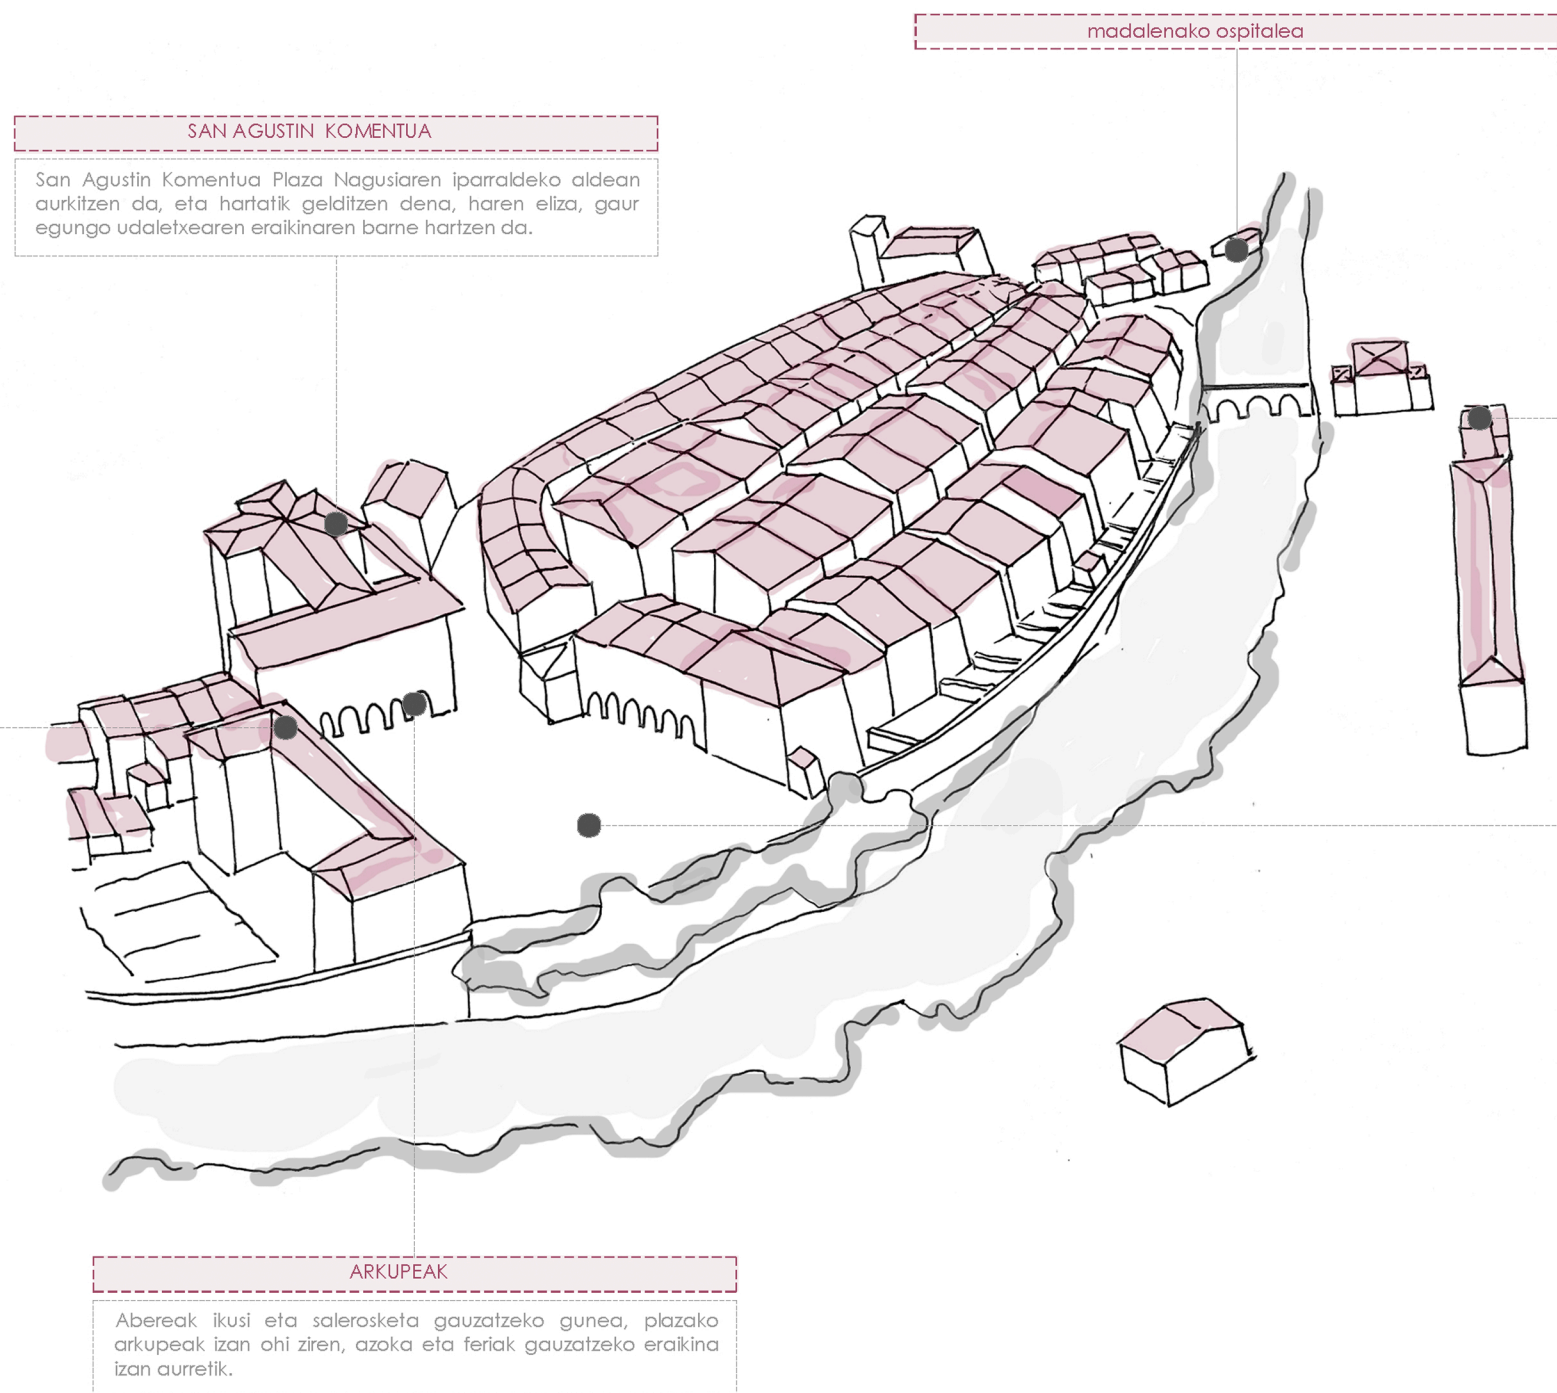 madalenako ospitalea
SAN AGUSTIN KOMENTUA
San Agustin Komentua Plaza Nagusiaren iparraldeko aldean
aurkitzen da, eta hartatik gelditzen dena, haren eliza, gaur
egungo udaletxearen eraikinaren barne hartzen da.
ARKUPEAK
Abereak ikusi eta salerosketa gauzatzeko gunea, plazako
arkupeak izan ohi ziren, azoka eta feriak gauzatzeko eraikina
izan aurretik.